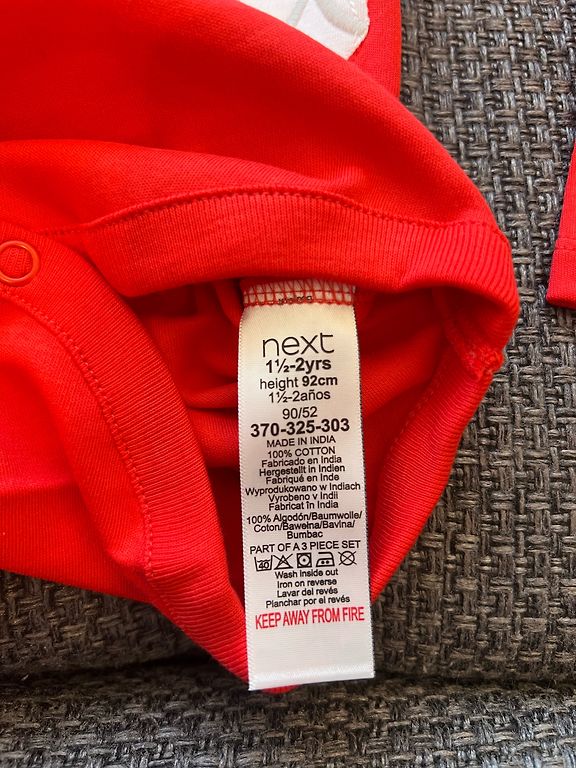 next
1½-2yrs
height 92cm
1½-2años
90/52
370-325-303
MADE IN INDIA
100% COTTON
Fabricado en India
Hergestellt in Indien
Fabriqué en Inde
Wyprodukowano w Indiach
Vyrobeno v Indii
Fabricat în India
100% Algodón/Baumwolle/
Coton/Bawełna/Bavlna/
Bumbac
PART OF A 3 PIECE SET
40
Wash inside out
Iron on reverse
Lavar del revés
Planchar por el revés
KEEP AWAY FROM FIRE